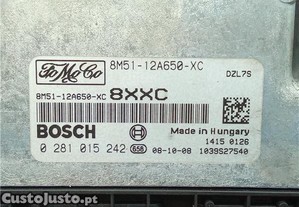 FoMoCo
8M51-12A650-XC
DZL7S
8M51-12A650-XC 8XXC
BOSCH
Made in Hungary
1415 0126
0 281 015 242 656 08-10-08 1039S27540
CustoJusto.pt